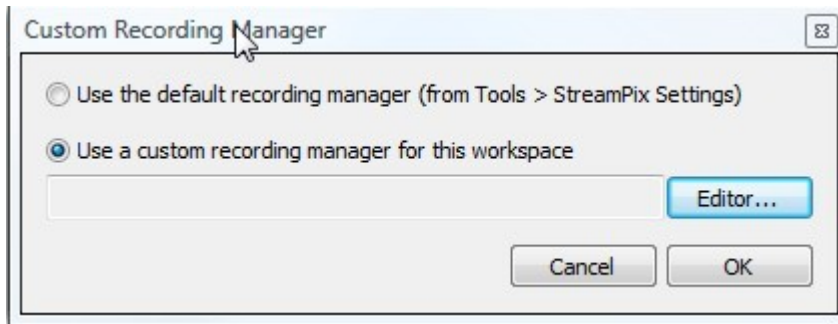 Custom Recording Manager
Use the default recording manager (from Tools > StreamPix Settings)
Use a custom recording manager for this workspace
Editor...
Cancel OK